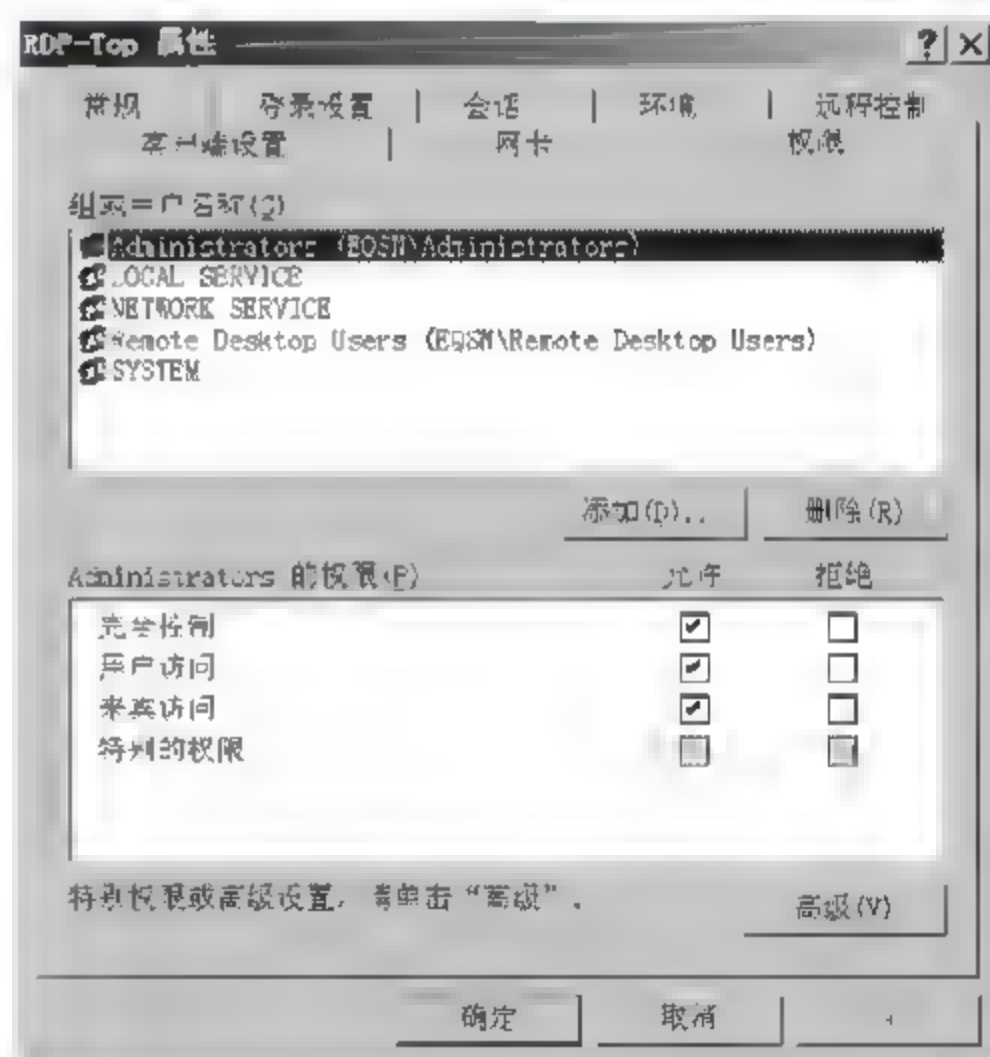 RDP-Tcp 属性
常规 登录设置 会话 环境 远程控制
客户端设置 网卡 权限
组或用户名称(G)
Administrators (EQSM\Administrators)
LOCAL SERVICE
NETWORK SERVICE
Remote Desktop Users (EQSM\Remote Desktop Users)
SYSTEM
添加(D)... 删除(R)
Administrators 的权限(P) 允许 拒绝
完全控制
用户访问
来宾访问
特别的权限
特别权限或高级设置，请单击“高级”。
高级(V)
确定 取消